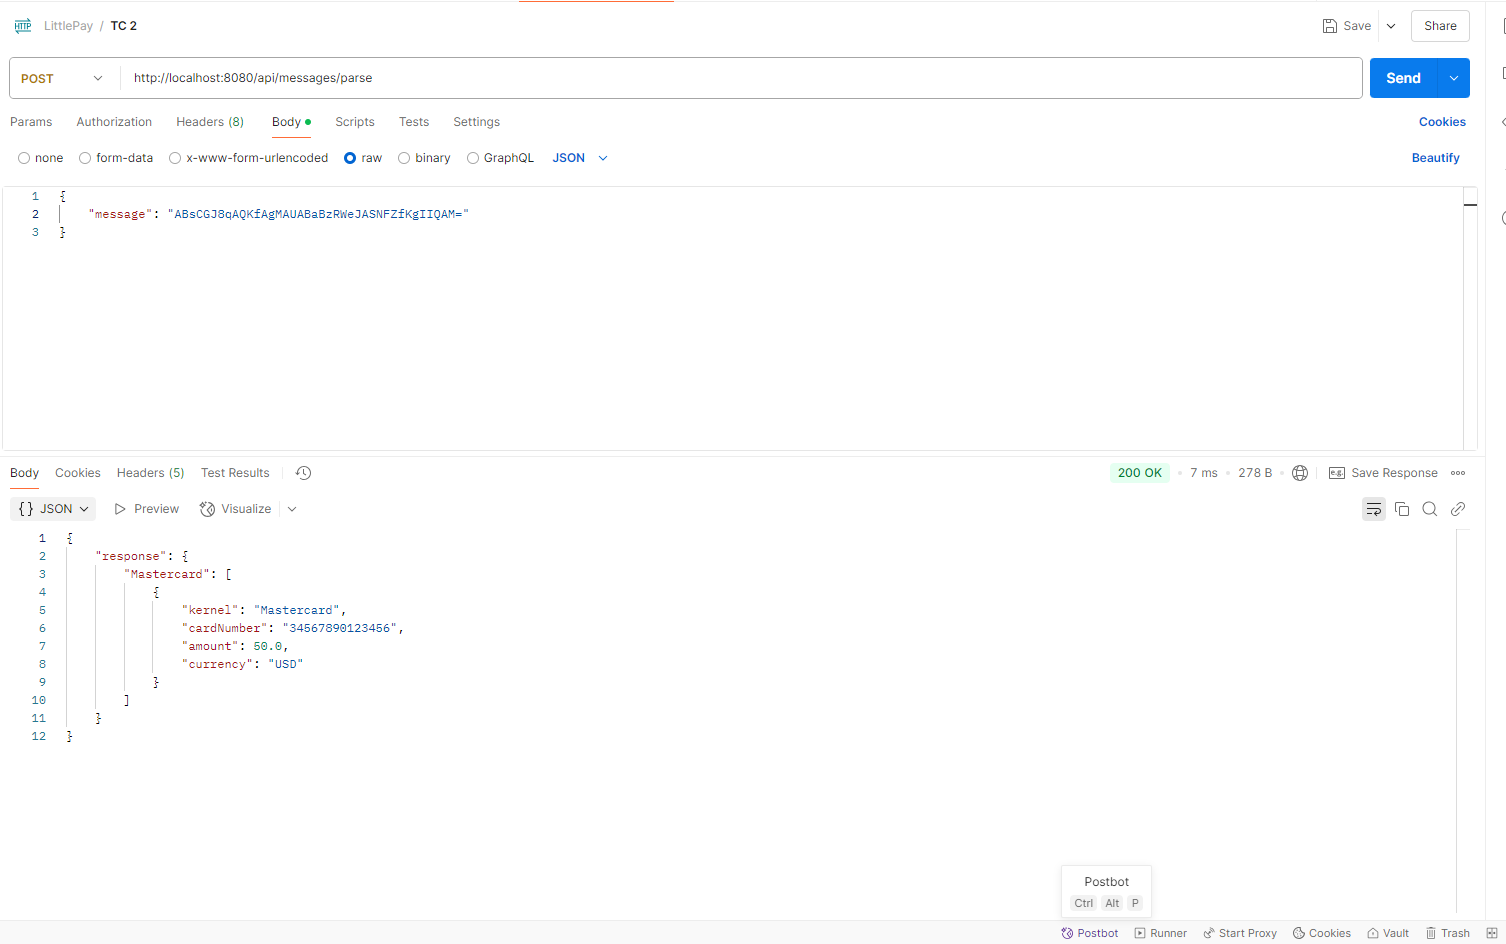 HTTP LittlePay / TC 2 Save Share
POST http://localhost:8080/api/messages/parse Send
Params Authorization Headers (8) Body Scripts Tests Settings Cookies
none form-data x-www-form-urlencoded raw binary GraphQL JSON Beautify
1 {
2 "message": "ABsCGJ8qAQKfAgMAUABaBzRWeJASNFZfKgIIQAM="
3 }
Body Cookies Headers (5) Test Results 200 OK • 7 ms • 278 B • e.g. Save Response
{} JSON Preview Visualize
1 {
2 "response": {
3 "Mastercard": [
4 {
5 "kernel": "Mastercard",
6 "cardNumber": "34567890123456",
7 "amount": 50.0,
8 "currency": "USD"
9 }
10 ]
11 }
12 }
Postbot
Ctrl Alt P
Postbot Runner Start Proxy Cookies Vault Trash